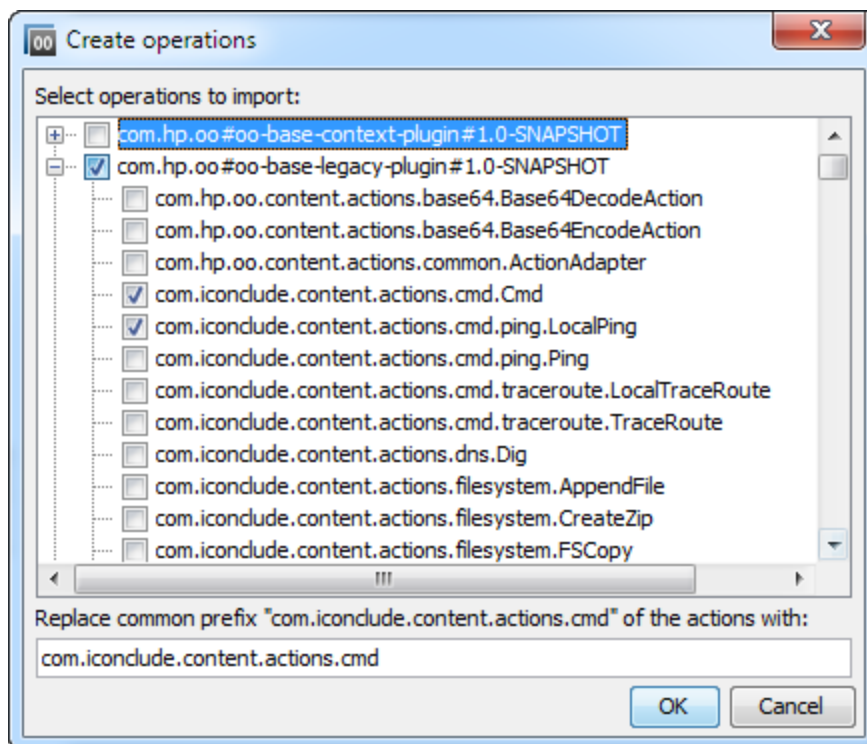 00 Create operations
Select operations to import:
com.hp.oo#oo-base-context-plugin#1.0-SNAPSHOT
com.hp.oo#oo-base-legacy-plugin#1.0-SNAPSHOT
com.hp.oo.content.actions.base64.Base64DecodeAction
com.hp.oo.content.actions.base64.Base64EncodeAction
com.hp.oo.content.actions.common.ActionAdapter
com.iconclude.content.actions.cmd.Cmd
com.iconclude.content.actions.cmd.ping.LocalPing
com.iconclude.content.actions.cmd.ping.Ping
com.iconclude.content.actions.cmd.traceroute.LocalTraceRoute
com.iconclude.content.actions.cmd.traceroute.TraceRoute
com.iconclude.content.actions.dns.Dig
com.iconclude.content.actions.filesystem.AppendFile
com.iconclude.content.actions.filesystem.CreateZip
com.iconclude.content.actions.filesystem.FSCopy
Replace common prefix "com.iconclude.content.actions.cmd" of the actions with:
com.iconclude.content.actions.cmd
OK Cancel